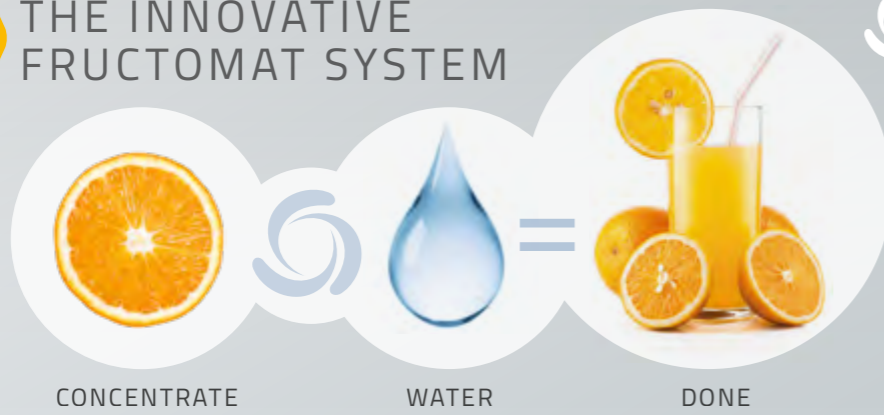 THE INNOVATIVE
FRUCTOMAT SYSTEM
=
CONCENTRATE
WATER
DONE